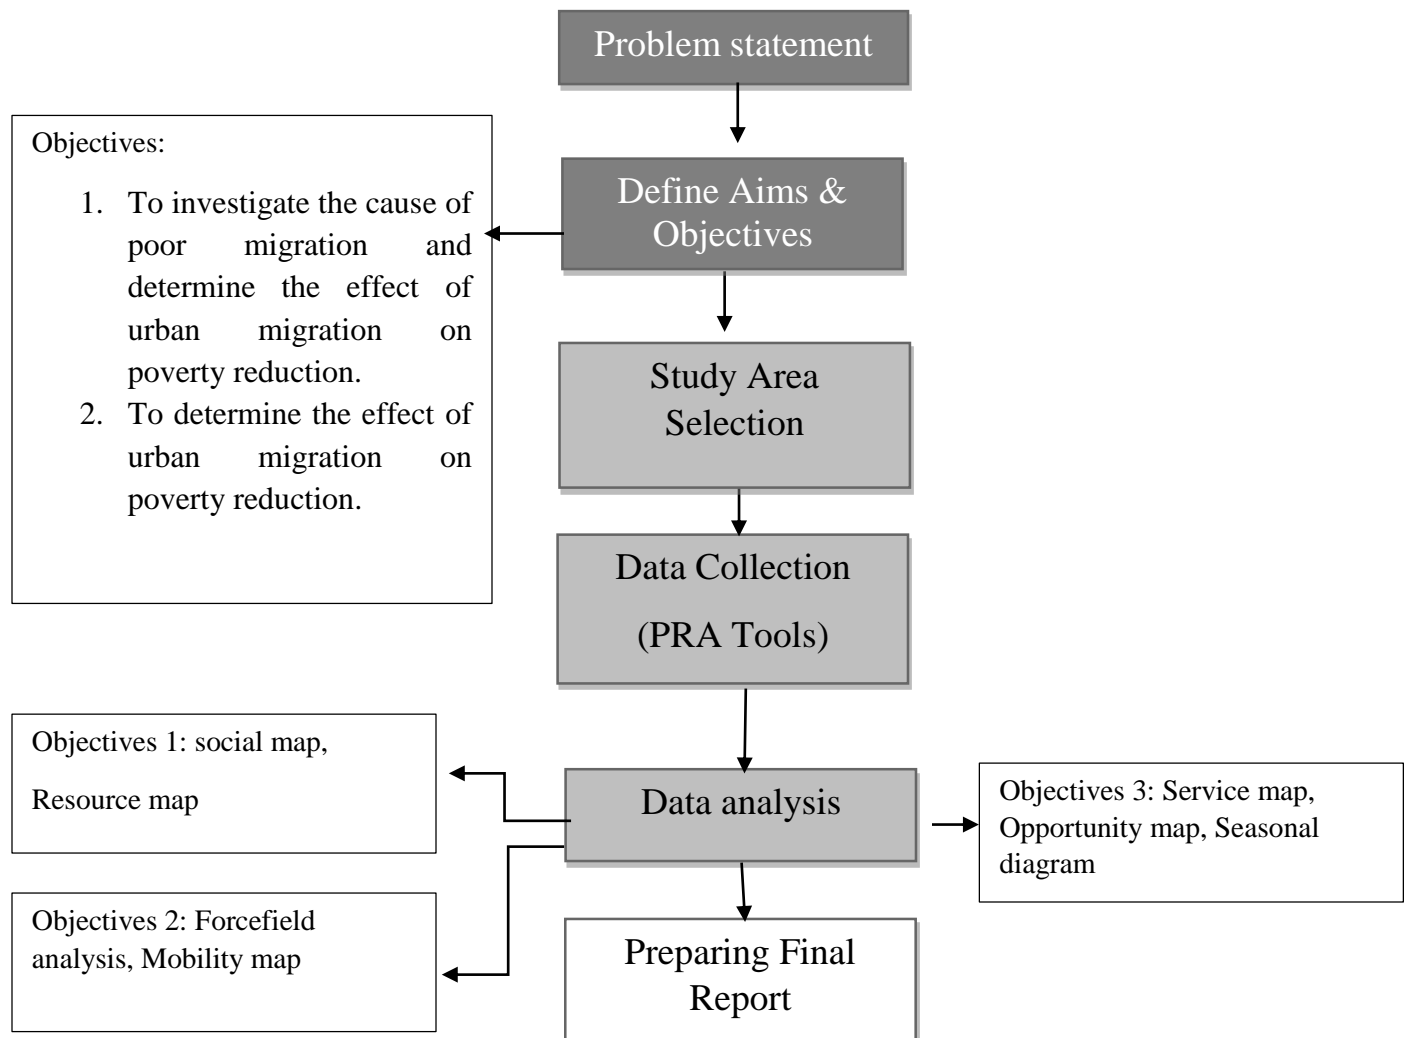 Problem statement
Objectives:
1. To investigate the cause of
poor migration and
determine the effect of
urban migration on
poverty reduction.
2. To determine the effect of
urban migration on
poverty reduction.
Define Aims &
Objectives
Study Area
Selection
Data Collection
(PRA Tools)
Objectives 1: social map,
Resource map
Data analysis
Objectives 3: Service map,
Opportunity map, Seasonal
diagram
Objectives 2: Forcefield
analysis, Mobility map
Preparing Final
Report